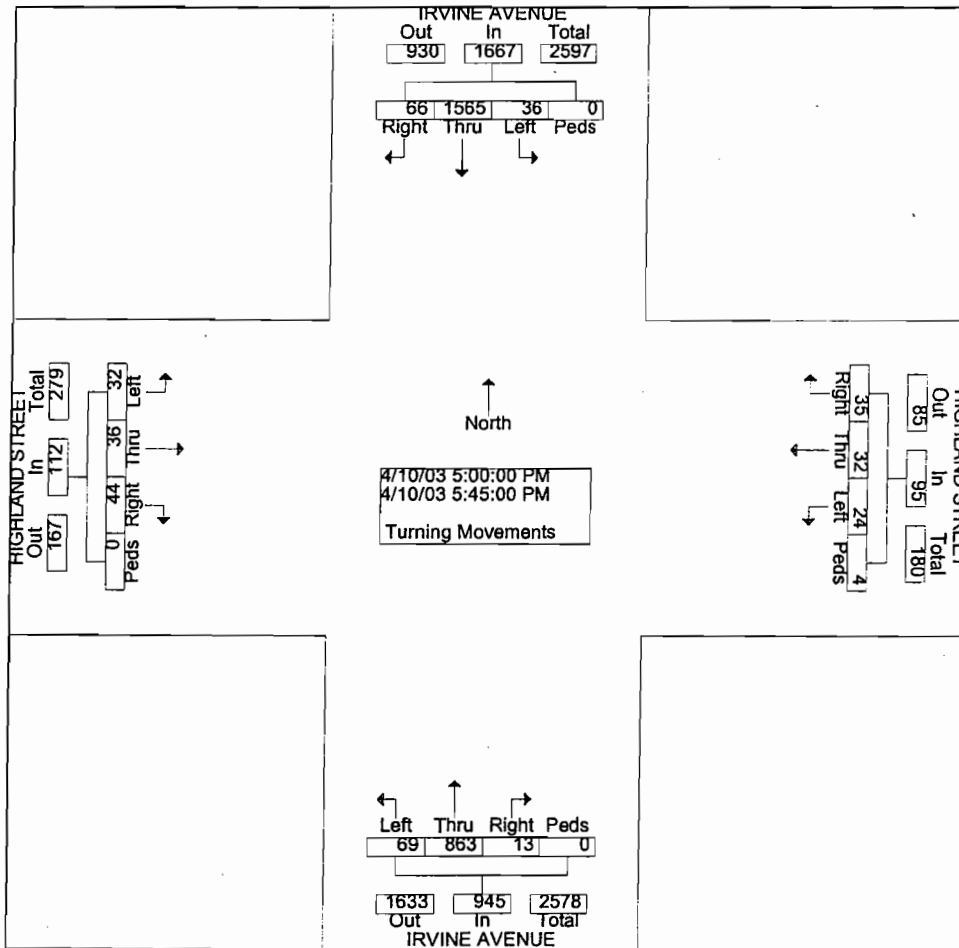 IRVINE AVENUE
Out In Total
930 1667 2597
66 1565 36 0
Right Thru Left Peds
HIGHLAND STREET
Total In Out
279 112 167
32 36 44 0
Left Thru Right Peds
North
4/10/03 5:00:00 PM
4/10/03 5:45:00 PM
Turning Movements
Right Thru Left Peds
35 32 24 4
85 95 180
Out In Total
HIGHLAND STREET
Left Thru Right Peds
69 863 13 0
1633 945 2578
Out In Total
IRVINE AVENUE